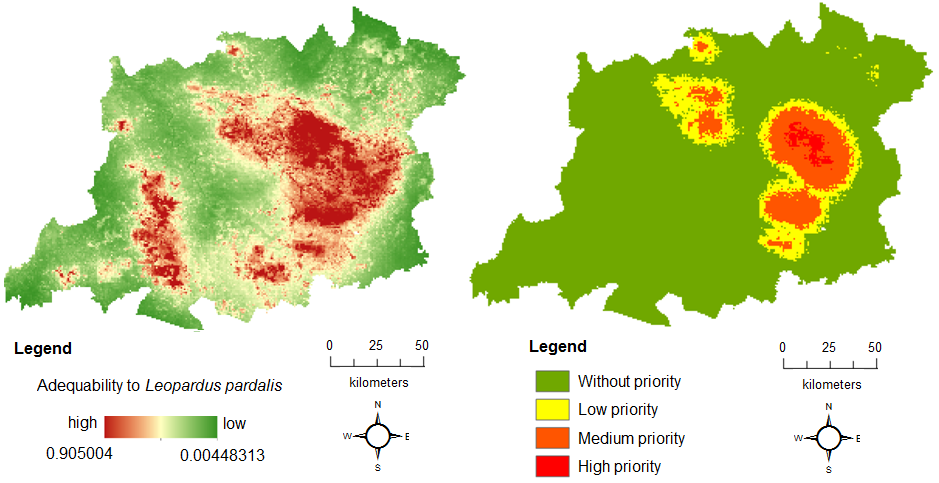 Legend
Adequability to Leopardus pardalis
high low
0.905004 0.00448313
0 25 50
kilometers
N
W E
S
Legend
Without priority
Low priority
Medium priority
High priority
0 25 50
kilometers
N
W E
S